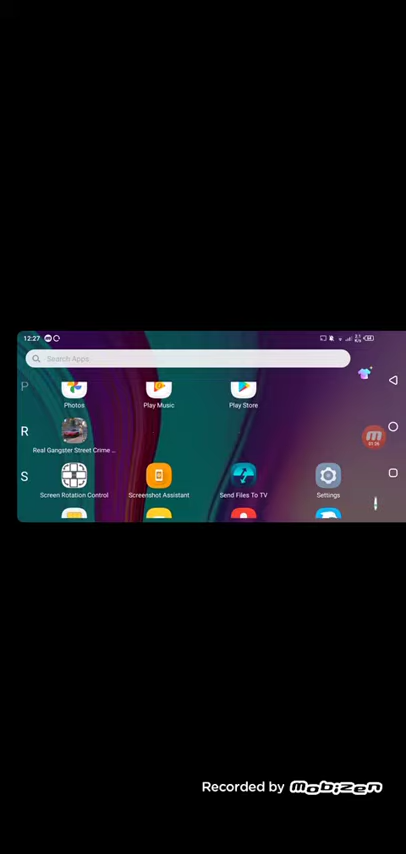 12:27
Search Apps
P
Photos
Play Music
Play Store
R
Real Gangster Street Crime ...
S
Screen Rotation Control
Screenshot Assistant
Send Files To TV
Settings
Recorded by Mobizen